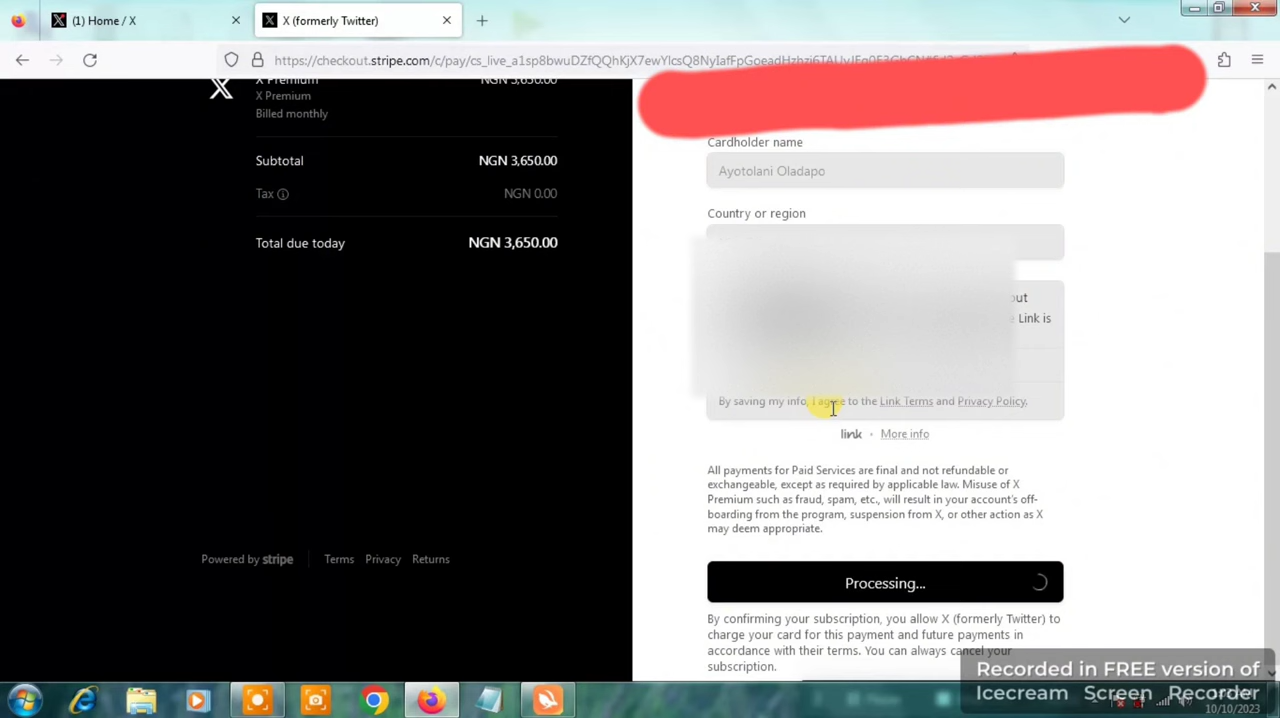 (1) Home / X
X (formerly Twitter)
https://checkout.stripe.com/c/pay/
X Premium
NGN 3,650.00
X Premium
Billed monthly
Subtotal
NGN 3,650.00
Tax
NGN 0.00
Total due today
NGN 3,650.00
Powered by stripe
Terms
Privacy
Returns
Cardholder name
Ayotolani Oladapo
Country or region
out
Link is
By saving my info, I agree to the Link Terms and Privacy Policy.
link · More info
All payments for Paid Services are final and not refundable or
exchangeable, except as required by applicable law. Misuse of X
Premium such as fraud, spam, etc., will result in your account's off-
boarding from the program, suspension from X, or other action as X
may deem appropriate.
Processing...
By confirming your subscription, you allow X (formerly Twitter) to
charge your card for this payment and future payments in
accordance with their terms. You can always cancel your
subscription.
Recorded in FREE version of
Icecream Screen Recorder
10/10/2023